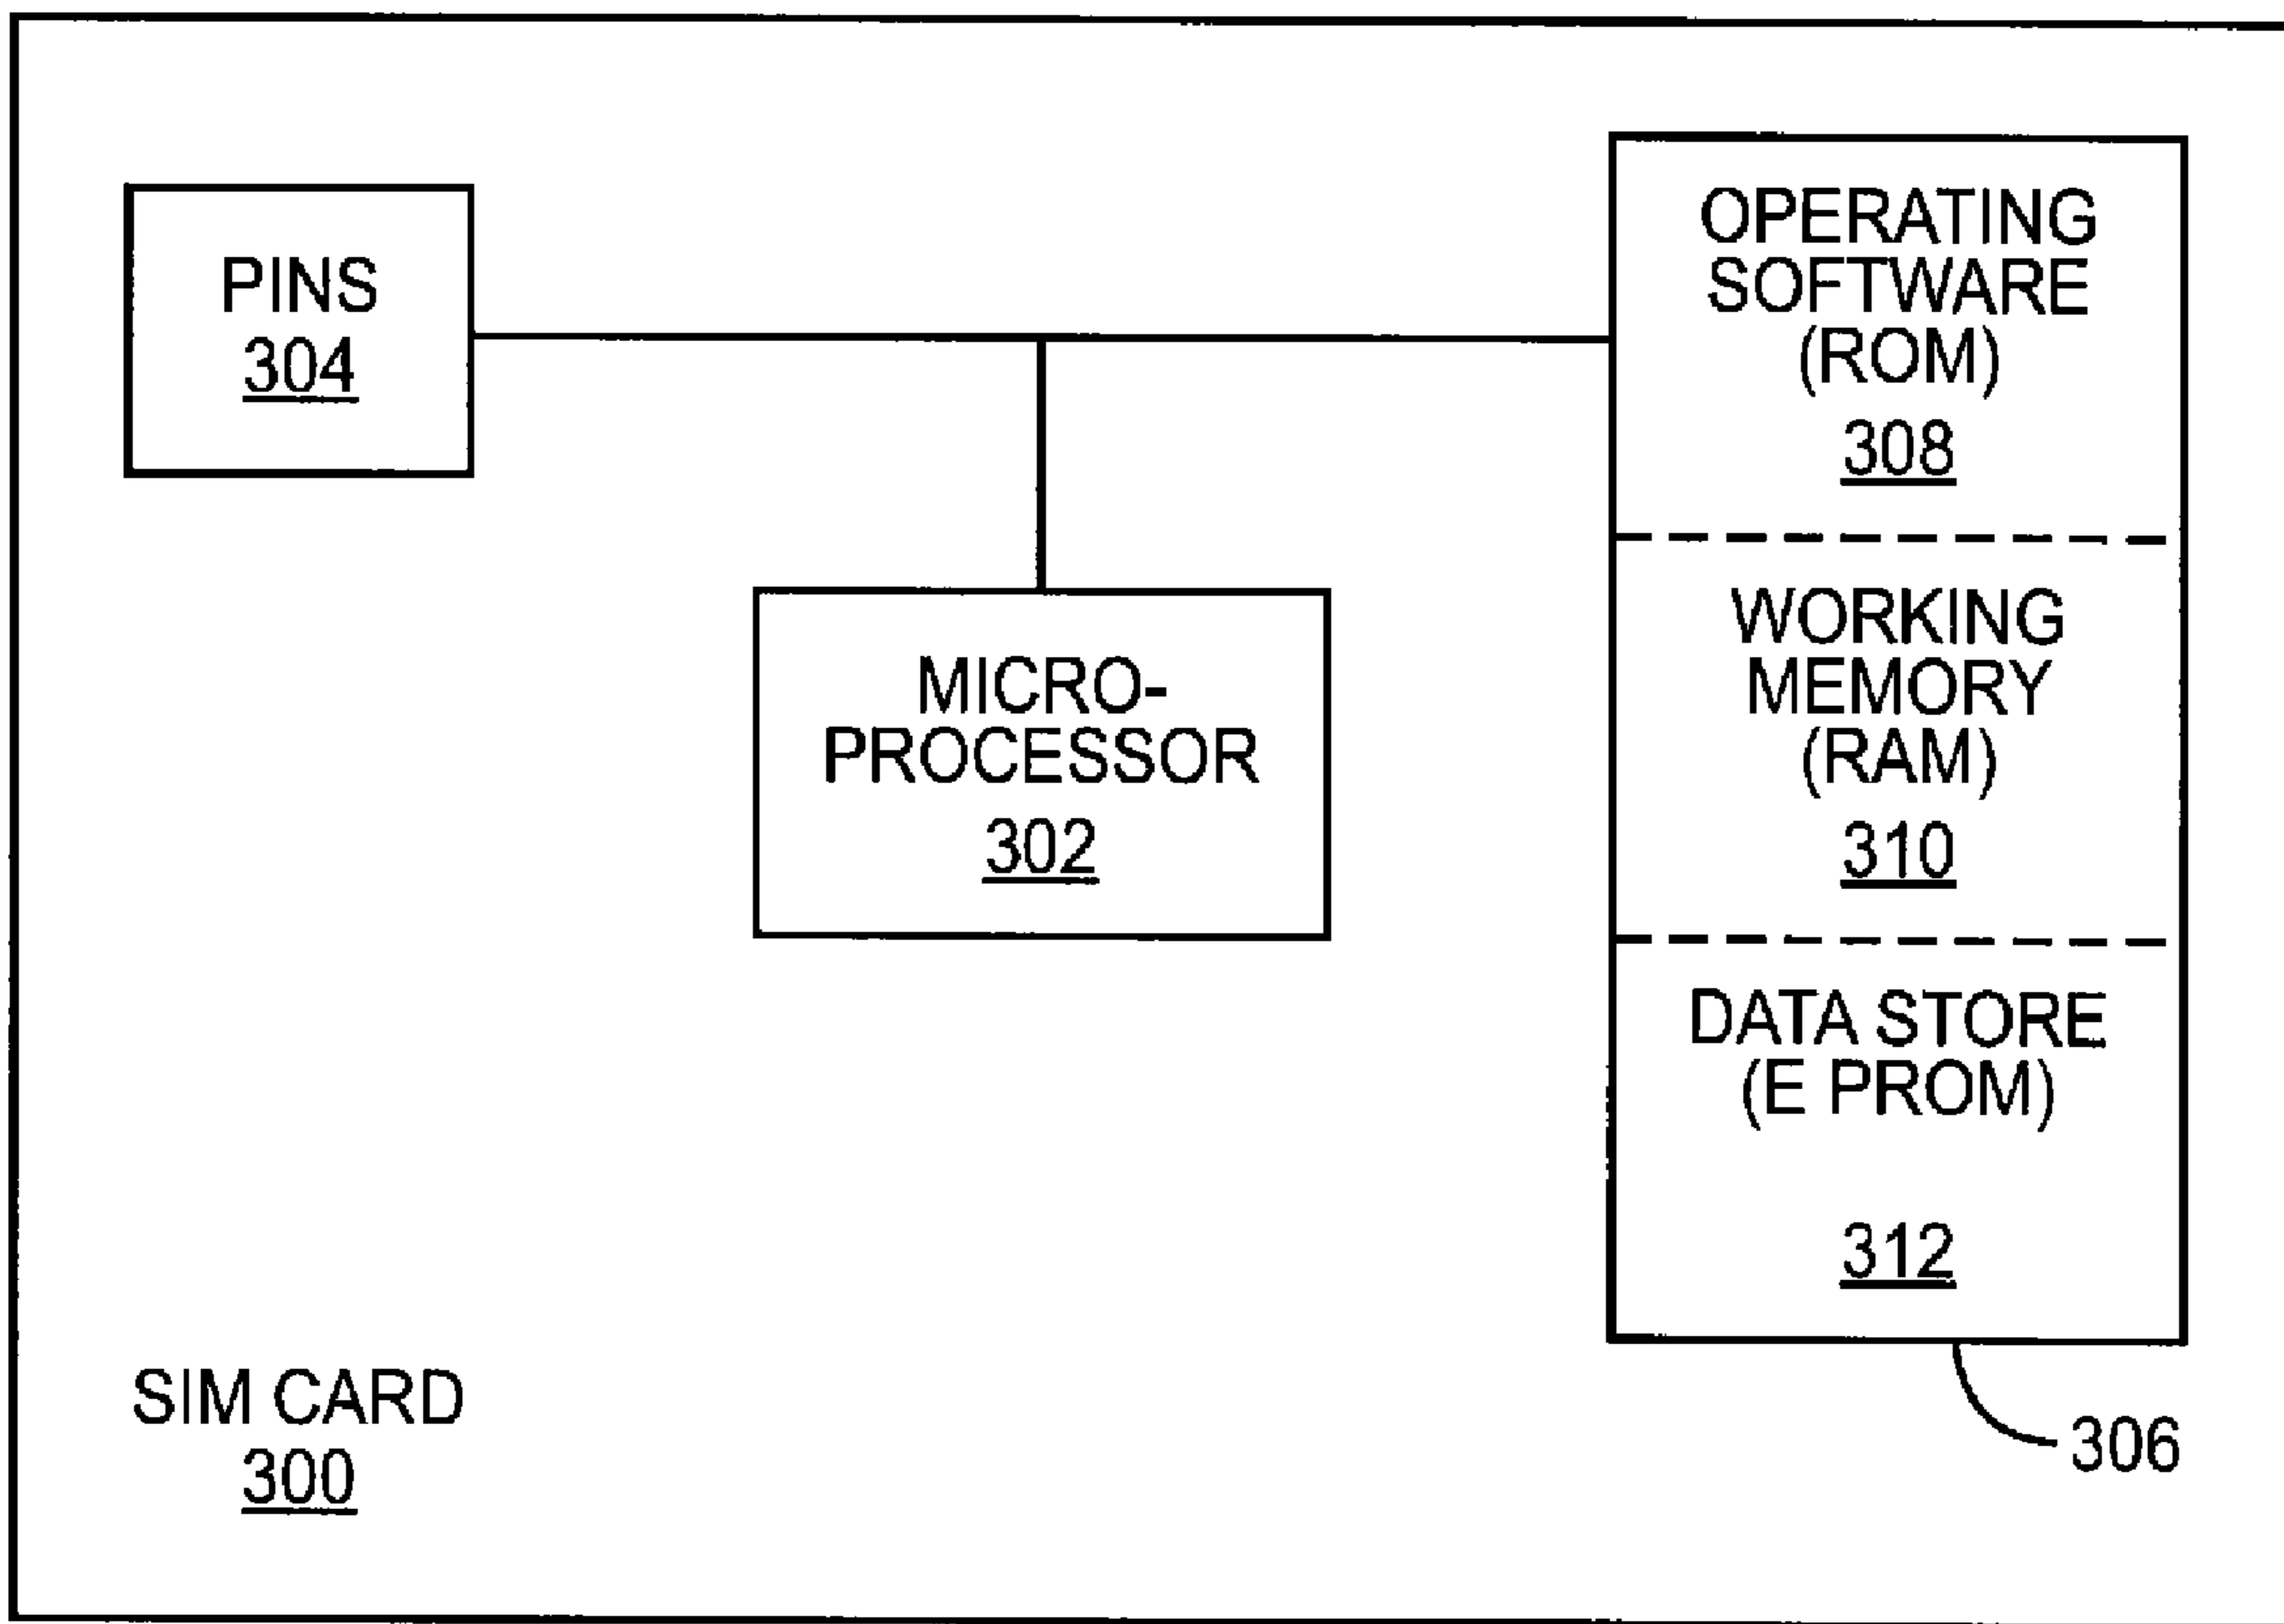 PINS
304
MICRO-
PROCESSOR
302
OPERATING
SOFTWARE
(ROM)
308
WORKING
MEMORY
(RAM)
310
DATA STORE
(E PROM)
312
306
SIM CARD
300